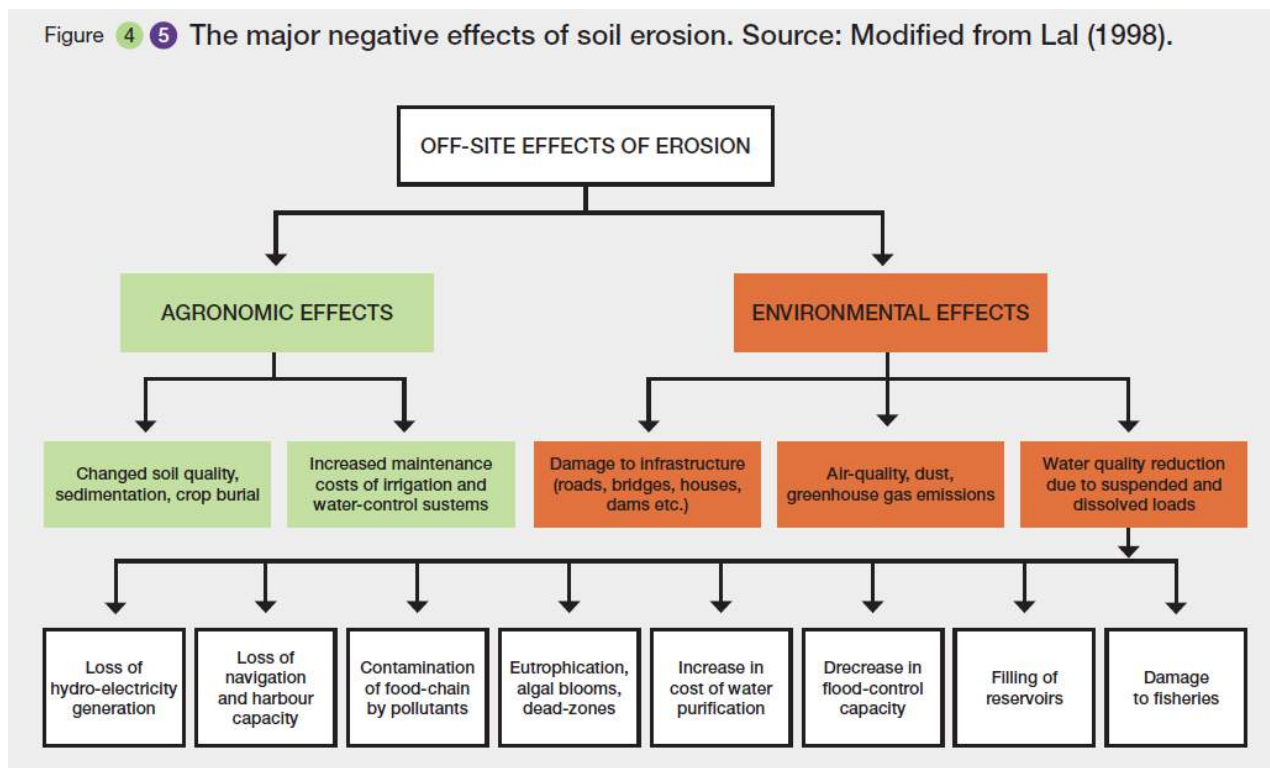 Figure 4 5 The major negative effects of soil erosion. Source: Modified from Lal (1998).
OFF-SITE EFFECTS OF EROSION
AGRONOMIC EFFECTS
ENVIRONMENTAL EFFECTS
Changed soil quality,
sedimentation, crop burial
Increased maintenance
costs of irrigation and
water-control sustems
Damage to infrastructure
(roads, bridges, houses,
dams etc.)
Air-quality, dust,
greenhouse gas emissions
Water quality reduction
due to suspended and
dissolved loads
Loss of
hydro-electricity
generation
Loss of
navigation
and harbour
capacity
Contamination
of food-chain
by pollutants
Eutrophication,
algal blooms,
dead-zones
Increase in
cost of water
purification
Drecrease in
flood-control
capacity
Filling of
reservoirs
Damage
to fisheries